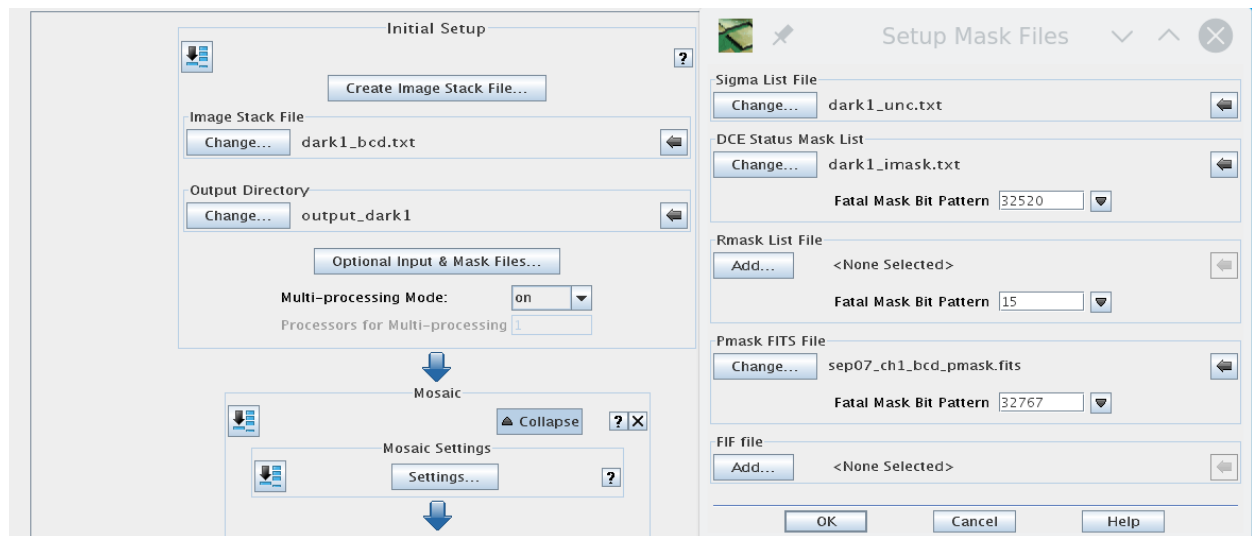 Initial Setup
?
Create Image Stack File...
Image Stack File
Change... dark1_bcd.txt
Output Directory
Change... output_dark1
Optional Input & Mask Files...
Multi-processing Mode: on
Processors for Multi-processing 1
Mosaic
Collapse ? X
Mosaic Settings
Settings... ?
Setup Mask Files
Sigma List File
Change... dark1_unc.txt
DCE Status Mask List
Change... dark1_imask.txt
Fatal Mask Bit Pattern 32520
Rmask List File
Add... <None Selected>
Fatal Mask Bit Pattern 15
Pmask FITS File
Change... sep07_ch1_bcd_pmask.fits
Fatal Mask Bit Pattern 32767
FIF file
Add... <None Selected>
OK Cancel Help